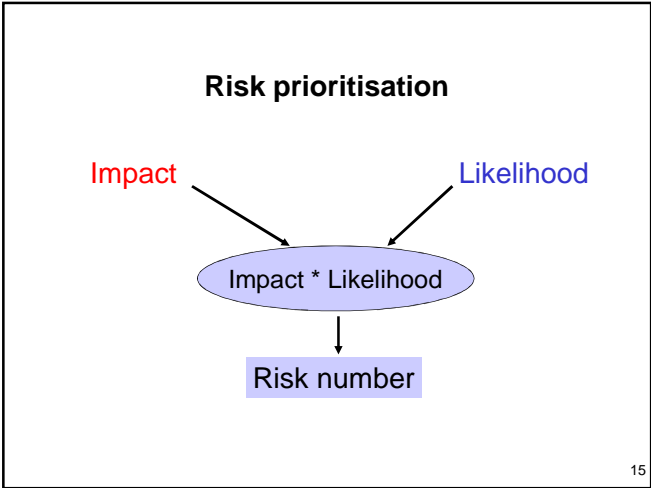 Risk prioritisation
Impact
Likelihood
Impact * Likelihood
Risk number
15